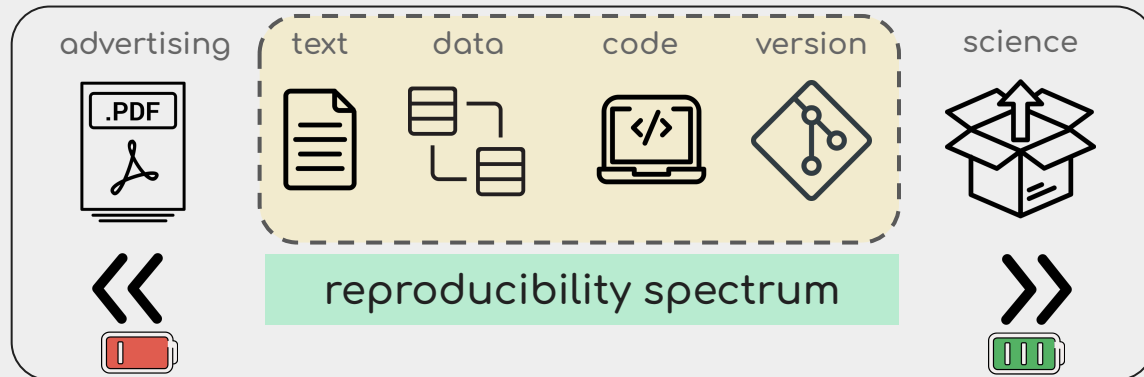 advertising text data code version science
.PDF
</>
reproducibility spectrum